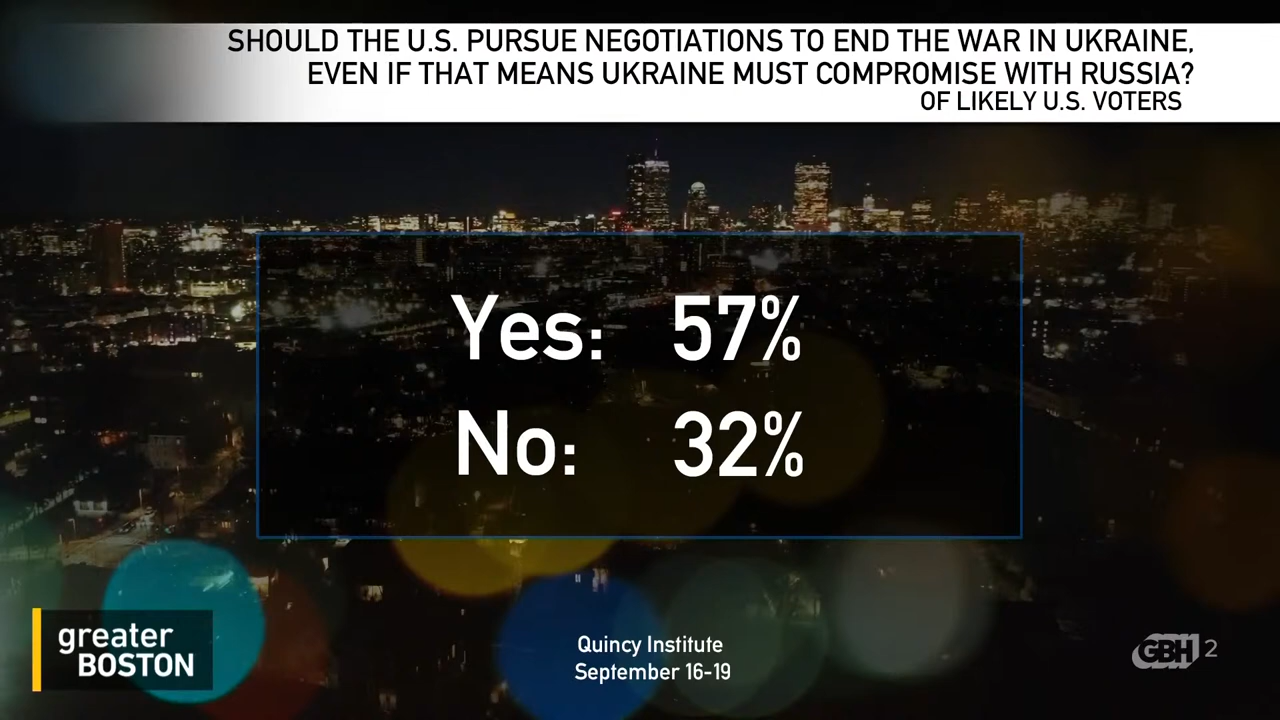 SHOULD THE U.S. PURSUE NEGOTIATIONS TO END THE WAR IN UKRAINE,
EVEN IF THAT MEANS UKRAINE MUST COMPROMISE WITH RUSSIA?
OF LIKELY U.S. VOTERS
Yes: 57%
No: 32%
greater
BOSTON
Quincy Institute
September 16-19
GBH 2